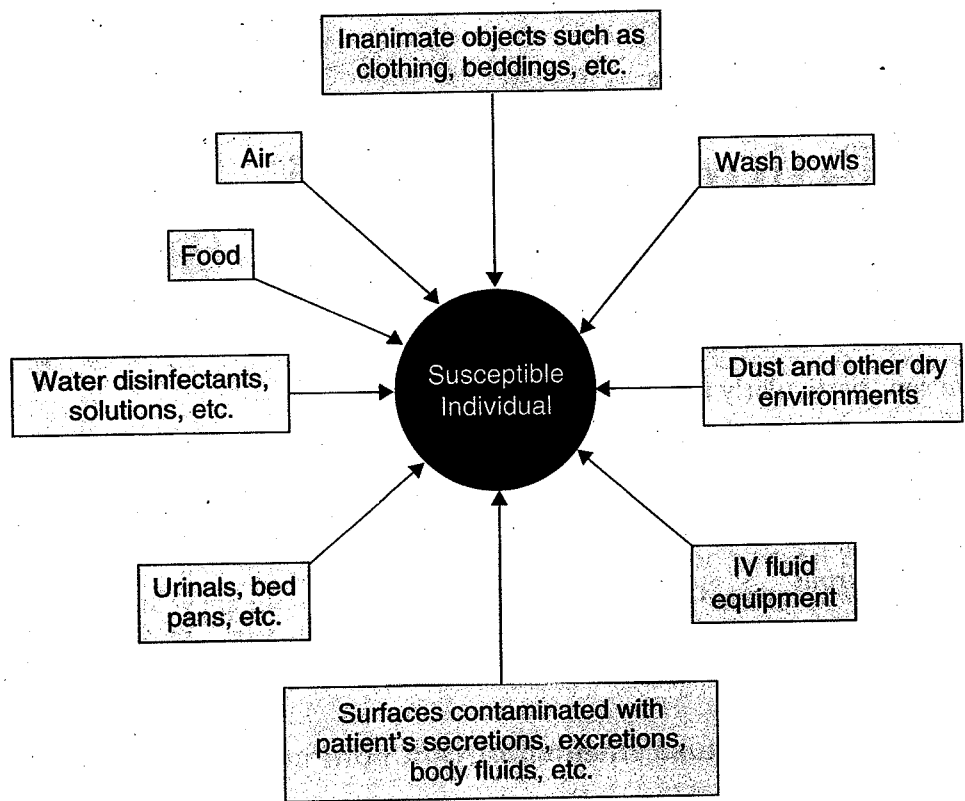 Inanimate objects such as
clothing, beddings, etc.
Air
Wash bowls
Food
Water disinfectants,
solutions, etc.
Susceptible
Individual
Dust and other dry
environments
Urinals, bed
pans, etc.
IV fluid
equipment
Surfaces contaminated with
patient's secretions, excretions,
body fluids, etc.